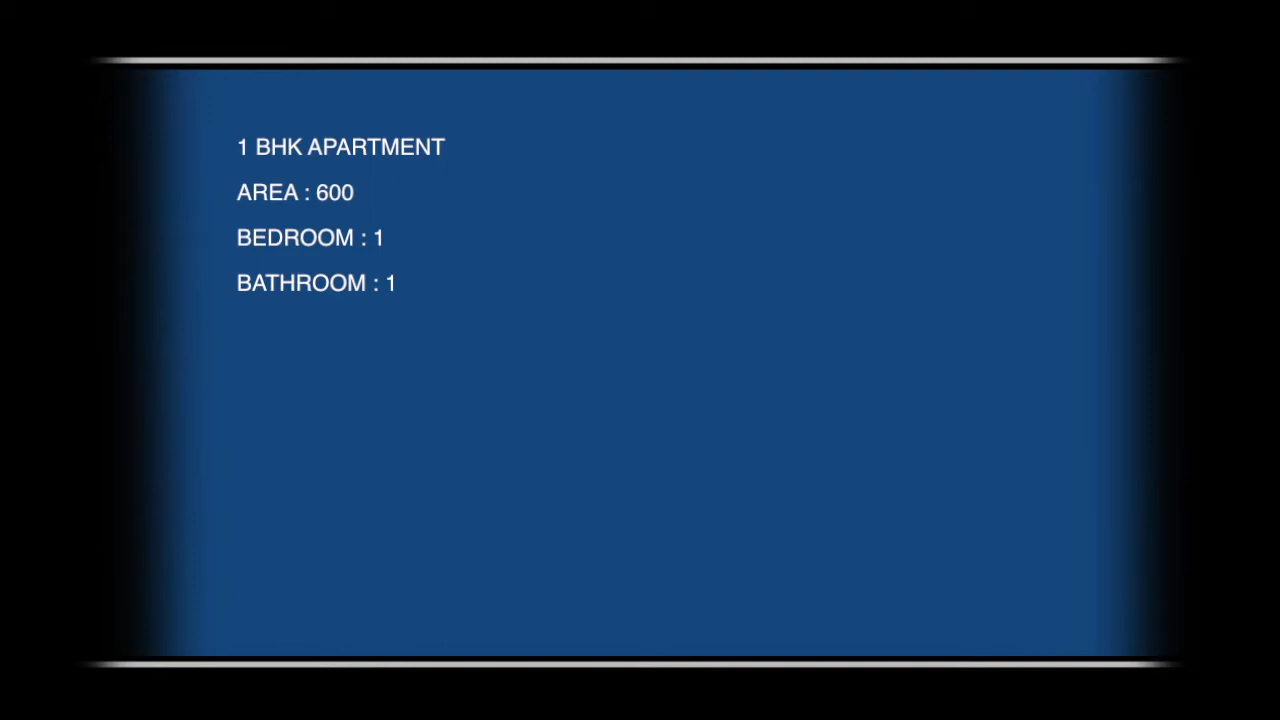 1 BHK APARTMENT
AREA : 600
BEDROOM : 1
BATHROOM : 1